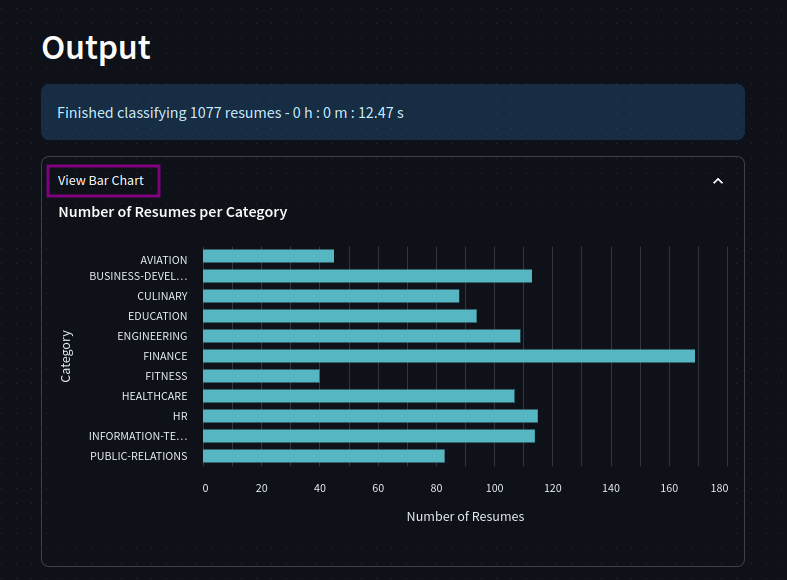 Output
Finished classifying 1077 resumes - 0 h : 0 m : 12.47 s
View Bar Chart
Number of Resumes per Category
Category
AVIATION
BUSINESS-DEVEL…
CULINARY
EDUCATION
ENGINEERING
FINANCE
FITNESS
HEALTHCARE
HR
INFORMATION-TE…
PUBLIC-RELATIONS
0 20 40 60 80 100 120 140 160 180
Number of Resumes